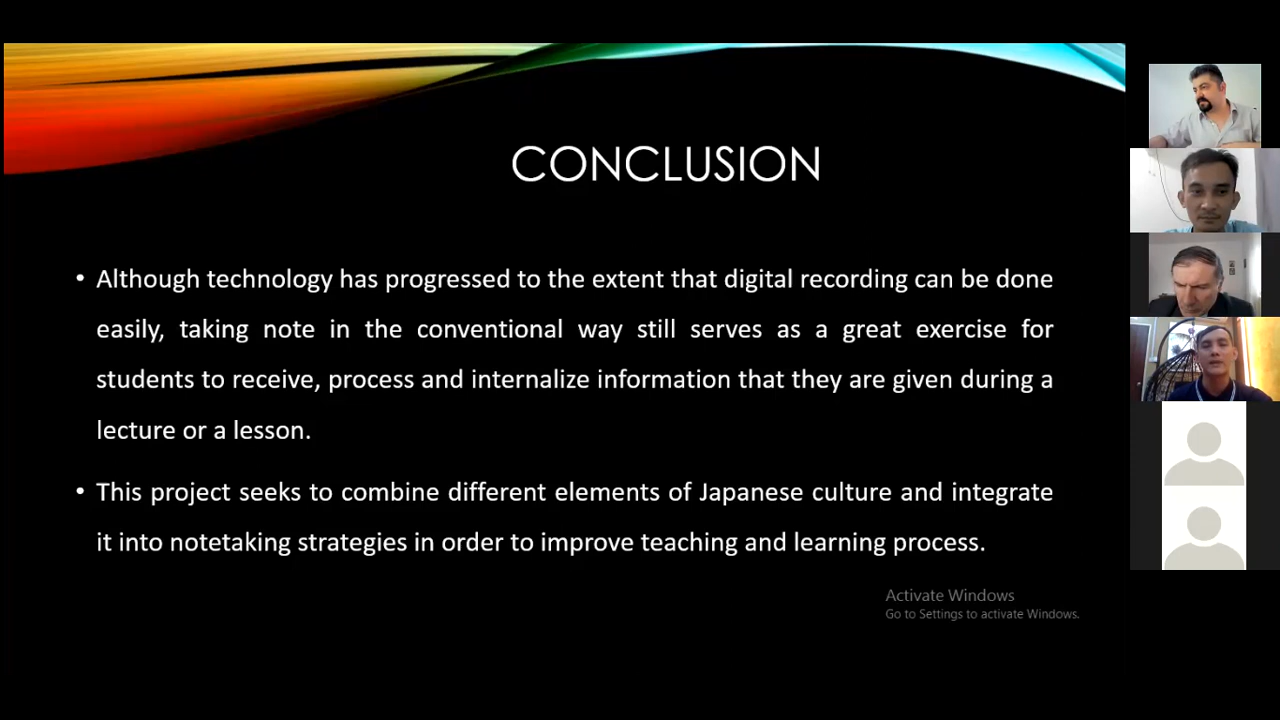 CONCLUSION
• Although technology has progressed to the extent that digital recording can be done
easily, taking note in the conventional way still serves as a great exercise for
students to receive, process and internalize information that they are given during a
lecture or a lesson.
• This project seeks to combine different elements of Japanese culture and integrate
it into notetaking strategies in order to improve teaching and learning process.
Activate Windows
Go to Settings to activate Windows.